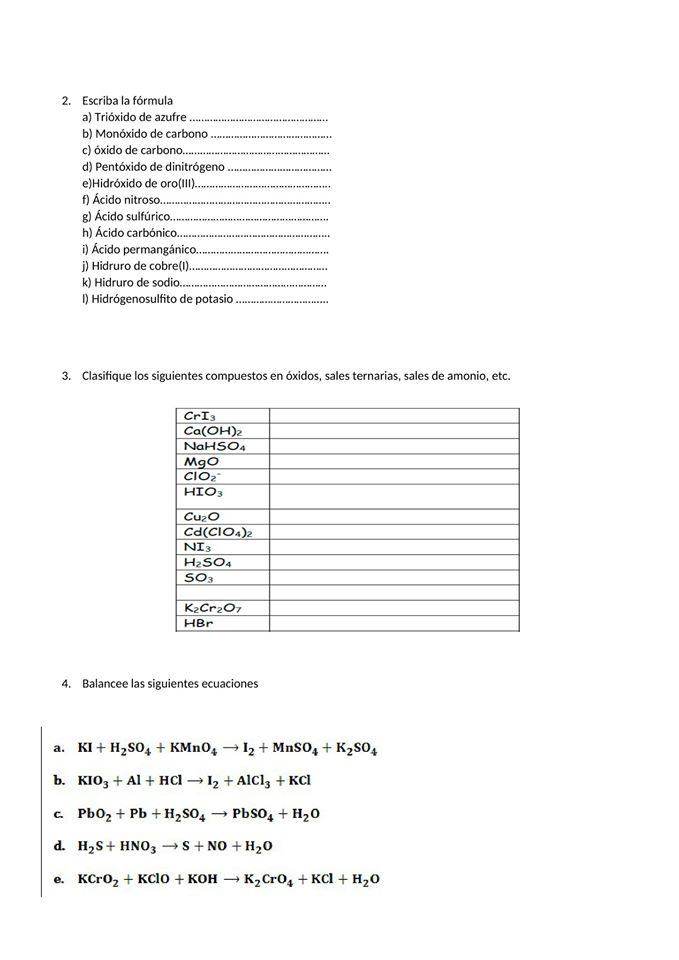 2. Escriba la fórmula
a) Trióxido de azufre ................................................
b) Monóxido de carbono ..........................................
c) óxido de carbono...................................................
d) Pentóxido de dinitrógeno ....................................
e)Hidróxido de oro(III)...............................................
f) Ácido nitroso...........................................................
g) Ácido sulfúrico.......................................................
h) Ácido carbónico.....................................................
i) Ácido permangánico..............................................
j) Hidruro de cobre(I)................................................
k) Hidruro de sodio...................................................
l) Hidrógenosulfito de potasio ................................
3. Clasifique los siguientes compuestos en óxidos, sales ternarias, sales de amonio, etc.
CrI₃
Ca(OH)₂
NaHSO₄
MgO
ClO₂⁻
HIO₃
Cu₂O
Cd(ClO₄)₂
NI₃
H₂SO₄
SO₃
K₂Cr₂O₇
HBr
4. Balancee las siguientes ecuaciones
a. KI + H₂SO₄ + KMnO₄ → I₂ + MnSO₄ + K₂SO₄
b. KIO₃ + Al + HCl → I₂ + AlCl₃ + KCl
c. PbO₂ + Pb + H₂SO₄ → PbSO₄ + H₂O
d. H₂S + HNO₃ → S + NO + H₂O
e. KCrO₂ + KClO + KOH → K₂CrO₄ + KCl + H₂O